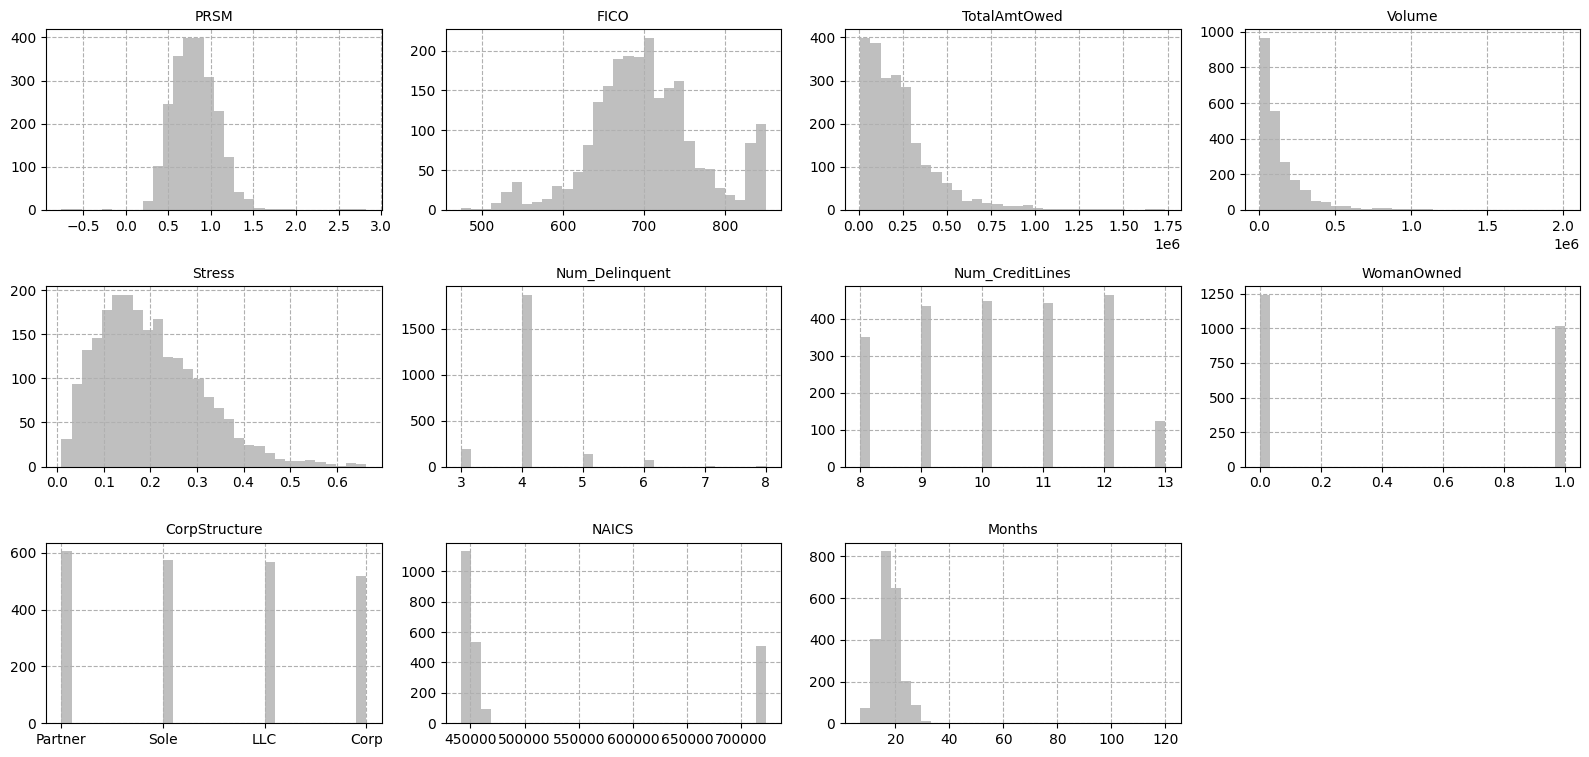 PRSM
400
300
200
100
0
−0.5 0.0 0.5 1.0 1.5 2.0 2.5 3.0
FICO
200
150
100
50
0
500 600 700 800
TotalAmtOwed
400
300
200
100
0
0.00 0.25 0.50 0.75 1.00 1.25 1.50 1.75
1e6
Volume
1000
800
600
400
200
0
0.0 0.5 1.0 1.5 2.0
1e6
Stress
200
150
100
50
0
0.0 0.1 0.2 0.3 0.4 0.5 0.6
Num_Delinquent
1500
1000
500
0
3 4 5 6 7 8
Num_CreditLines
400
300
200
100
0
8 9 10 11 12 13
WomanOwned
1250
1000
750
500
250
0
0.0 0.2 0.4 0.6 0.8 1.0
CorpStructure
600
400
200
0
Partner Sole LLC Corp
NAICS
1000
800
600
400
200
0
450000 500000 550000 600000 650000 700000
Months
800
600
400
200
0
20 40 60 80 100 120